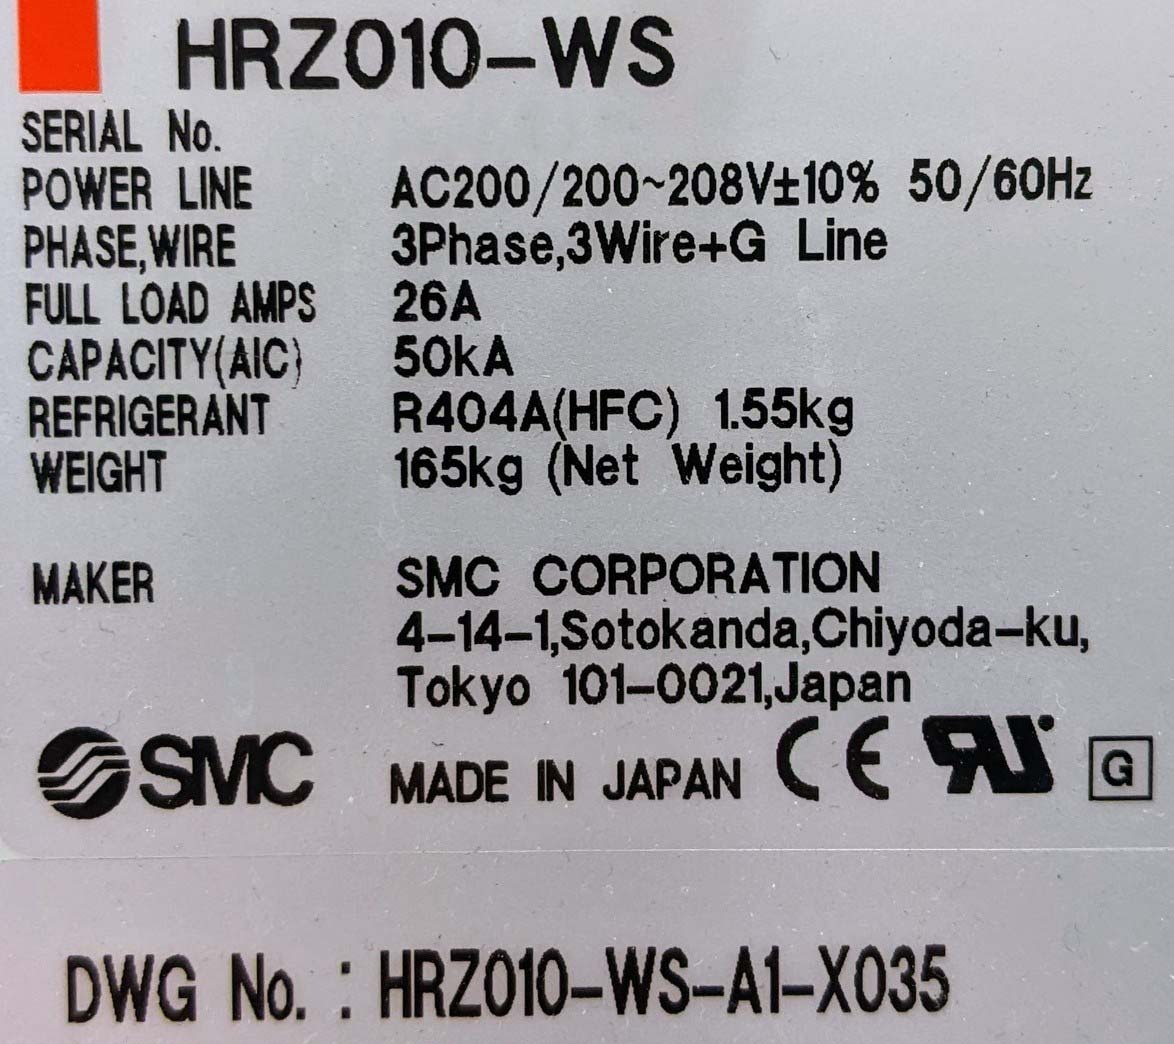 HRZ010-WS
SERIAL No.
POWER LINE AC200/200~208V±10% 50/60Hz
PHASE,WIRE 3Phase,3Wire+G Line
FULL LOAD AMPS 26A
CAPACITY(AIC) 50kA
REFRIGERANT R404A(HFC) 1.55kg
WEIGHT 165kg (Net Weight)
MAKER SMC CORPORATION
4-14-1,Sotokanda,Chiyoda-ku,
Tokyo 101-0021,Japan
SMC MADE IN JAPAN CE RU G
DWG No. : HRZ010-WS-A1-X035